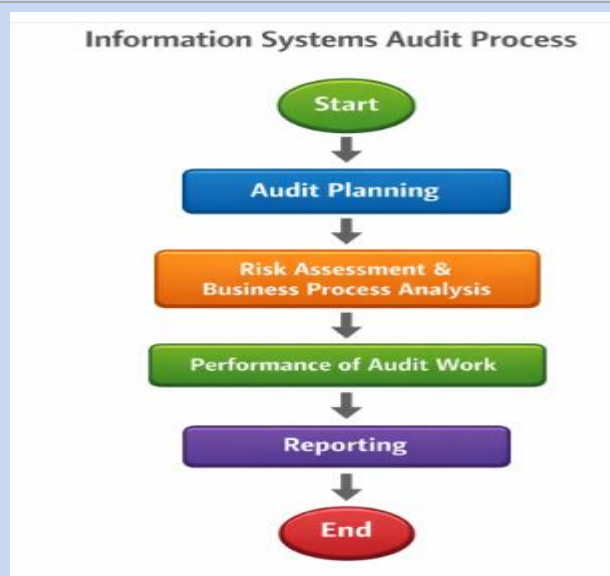 Information Systems Audit Process
Start
Audit Planning
Risk Assessment &
Business Process Analysis
Performance of Audit Work
Reporting
End